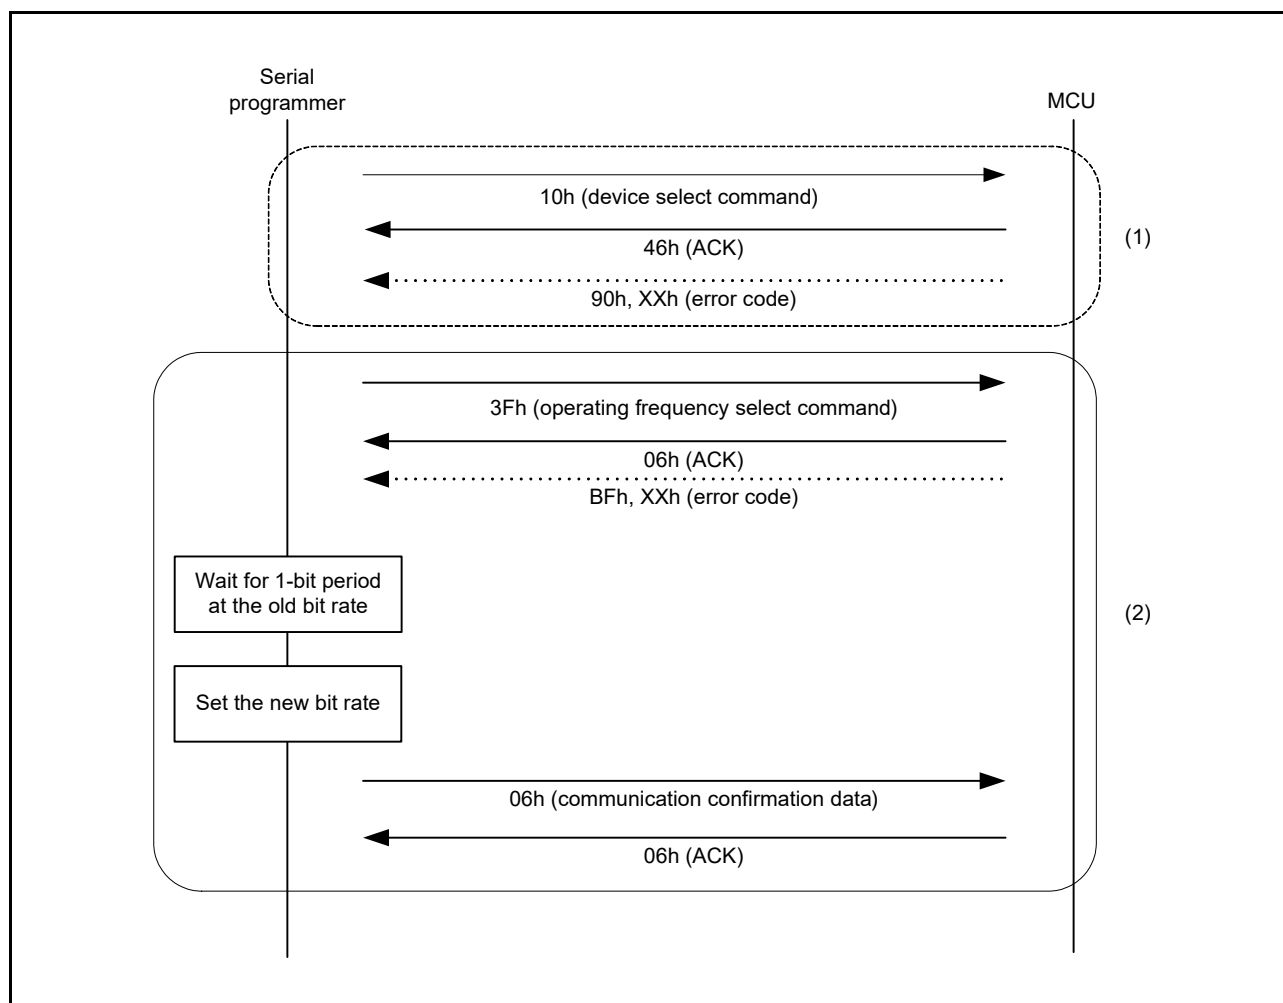 Serial
programmer
MCU
10h (device select command)
46h (ACK)
90h, XXh (error code)
(1)
3Fh (operating frequency select command)
06h (ACK)
BFh, XXh (error code)
Wait for 1-bit period
at the old bit rate
(2)
Set the new bit rate
06h (communication confirmation data)
06h (ACK)